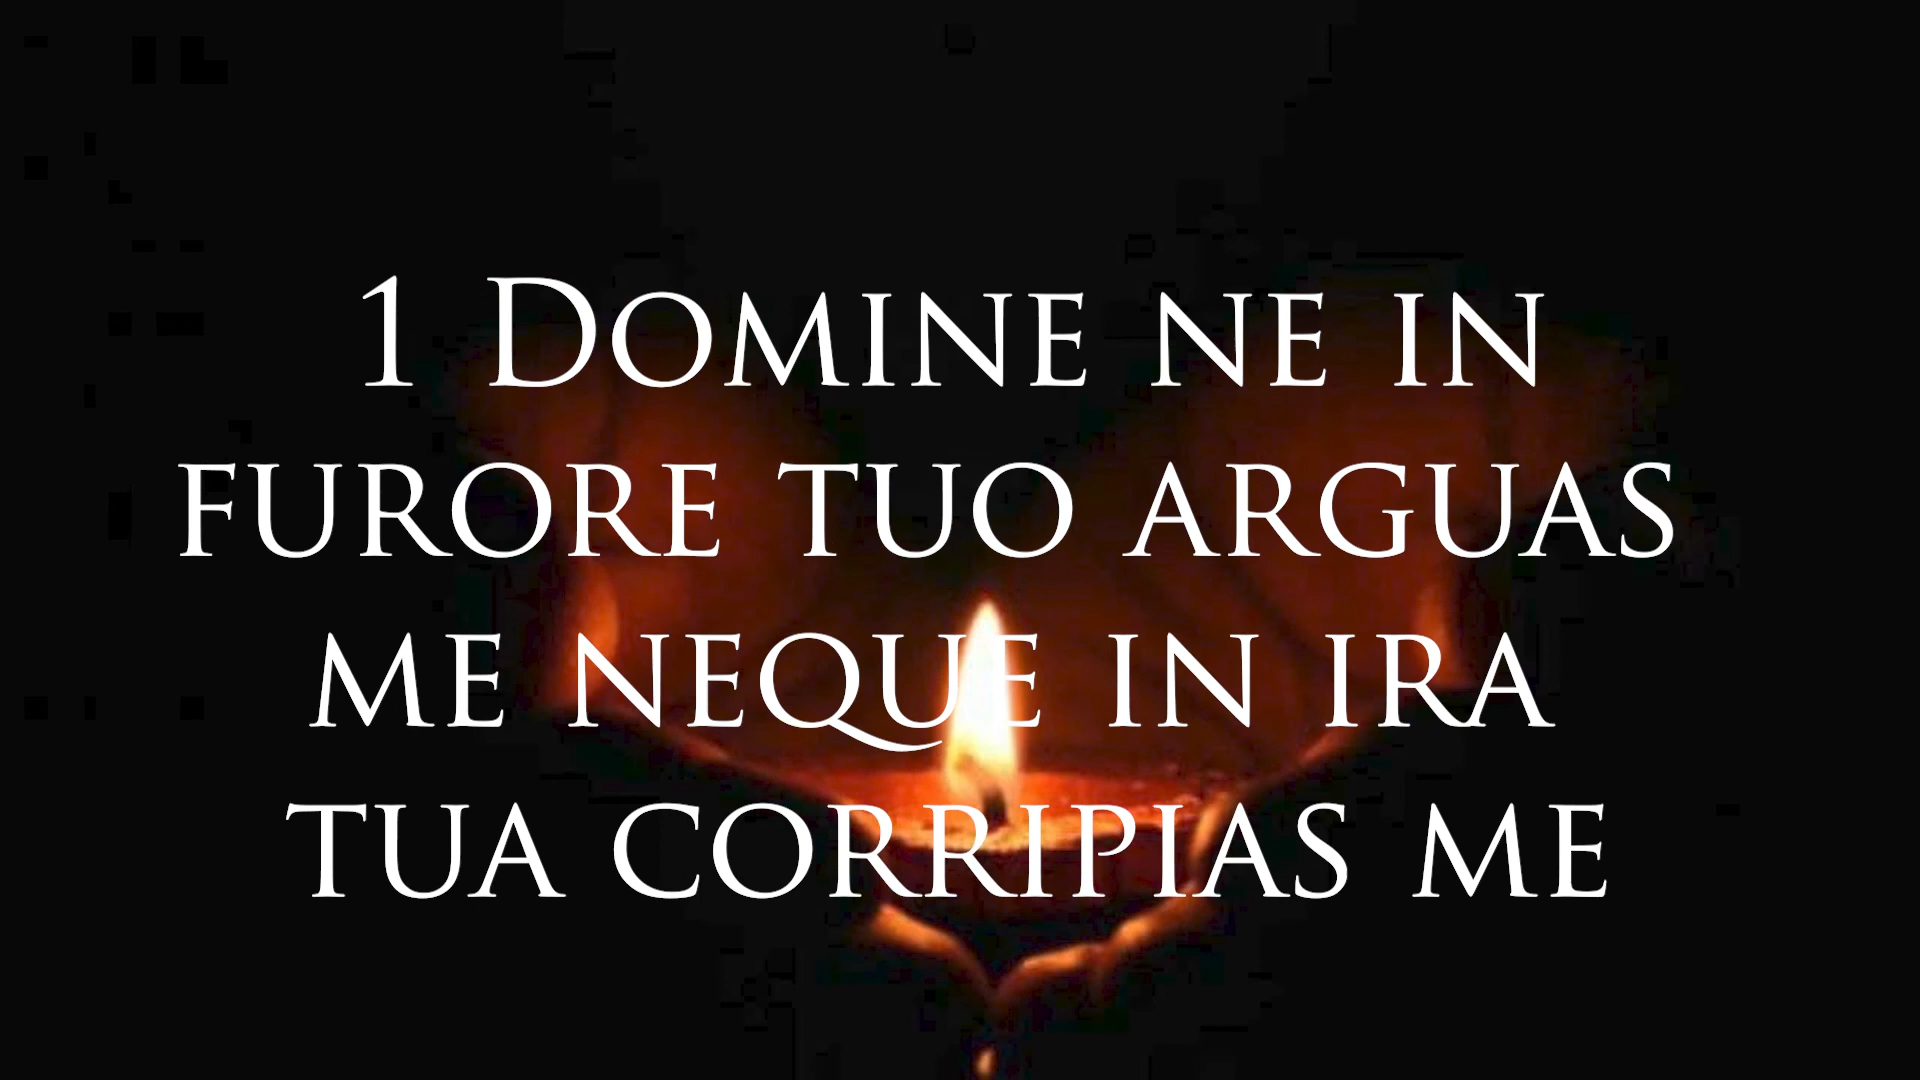 1 Domine ne in
furore tuo arguas
me neque in ira
tua corripias me